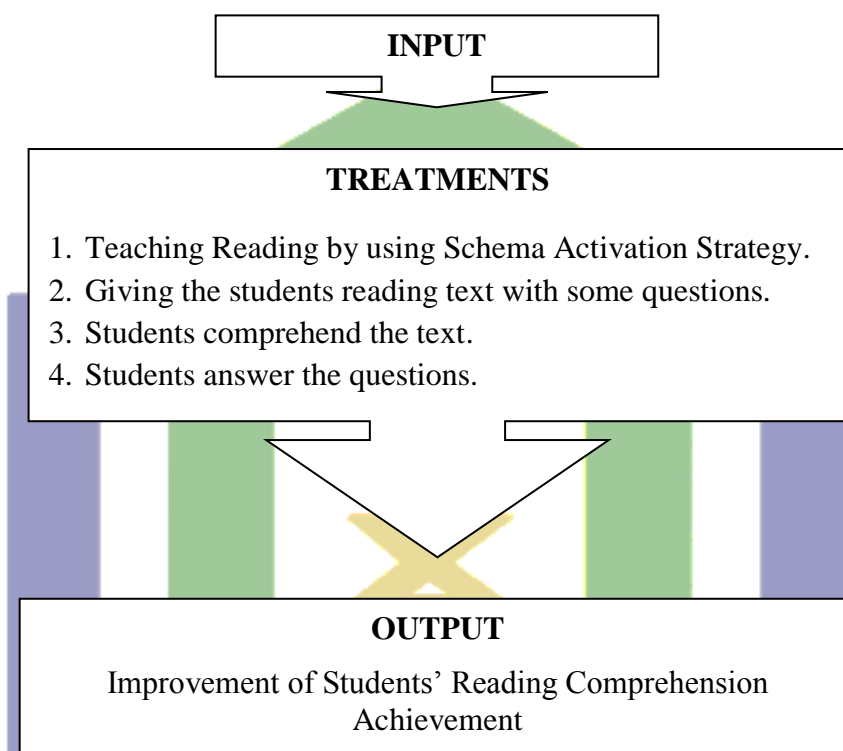 INPUT
TREATMENTS
1. Teaching Reading by using Schema Activation Strategy.
2. Giving the students reading text with some questions.
3. Students comprehend the text.
4. Students answer the questions.
OUTPUT
Improvement of Students’ Reading Comprehension
Achievement